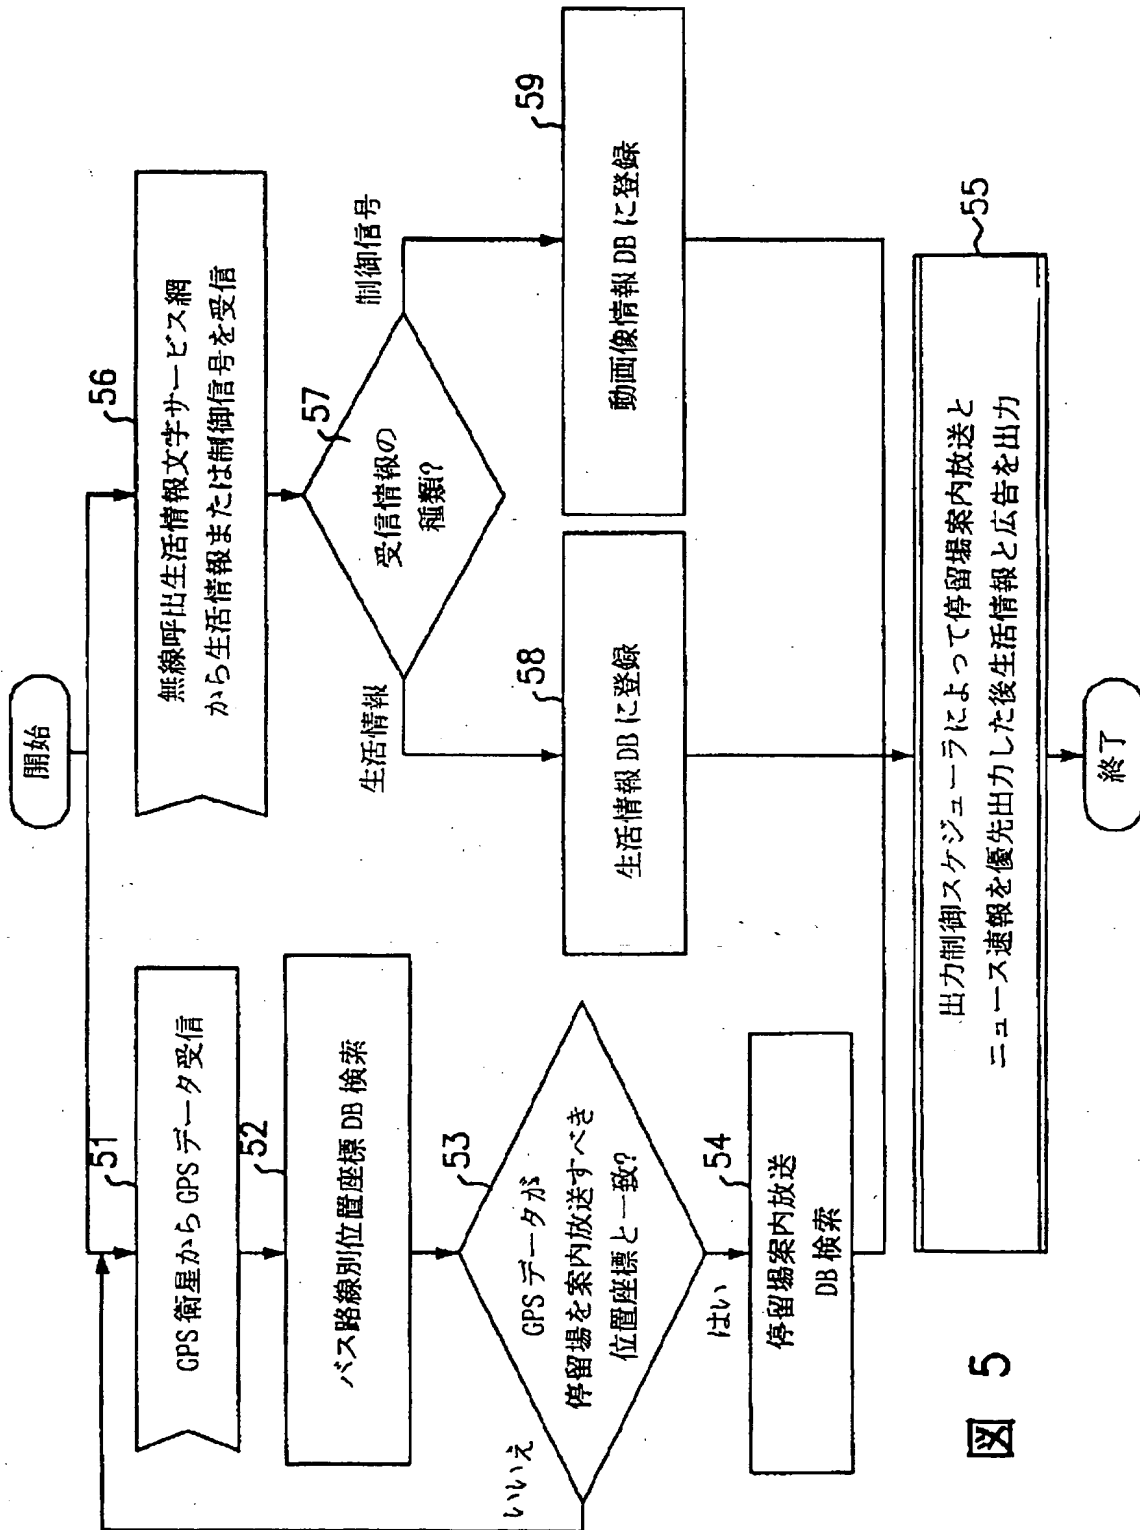 開始
51
GPS 衛星から GPS データ受信
52
バス路線別位置座標 DB 検索
53
GPS データが
停留場を案内放送すべき
位置座標と一致?
いいえ
はい
54
停留場案内放送
DB 検索
56
無線呼出生活情報文字サービス網
から生活情報または制御信号を受信
57
受信情報の
種類?
生活情報
制御信号
58
生活情報 DB に登録
59
動画像情報 DB に登録
55
出力制御スケジューラによって停留場案内放送と
ニュース速報を優先出力した後生活情報と広告を出力
終了
図 5